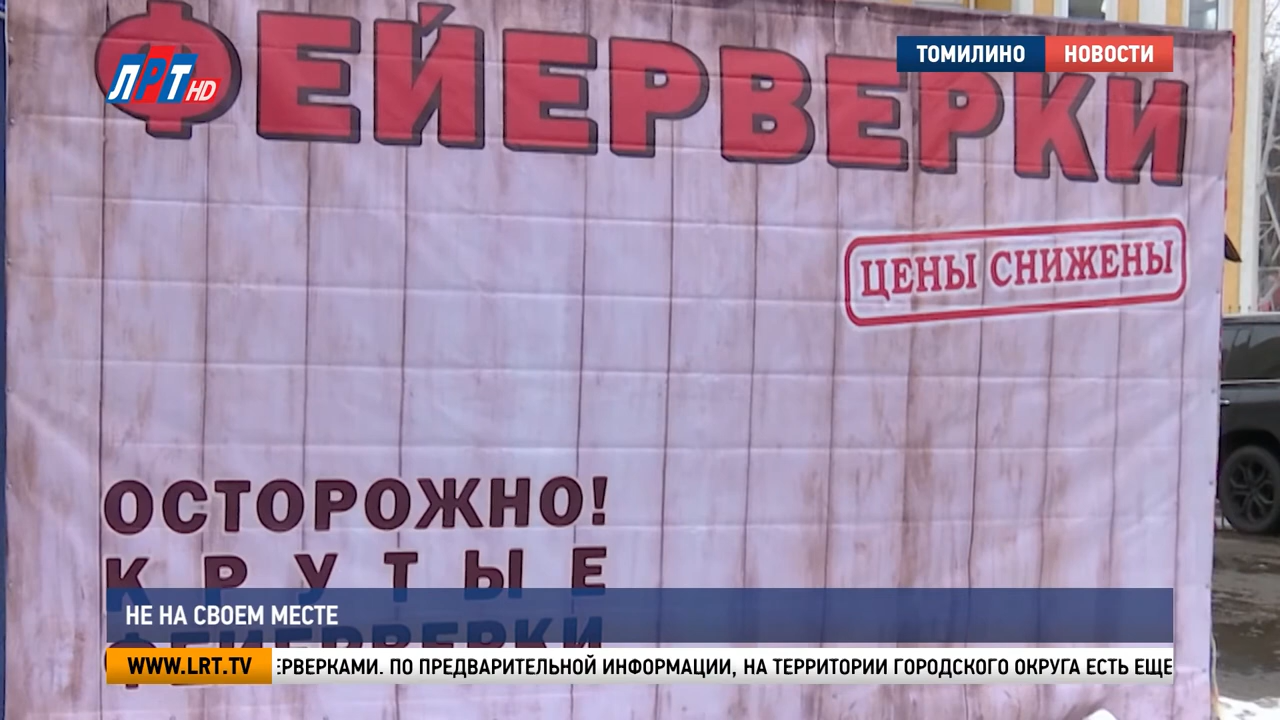 ФЕЙЕРВЕРКИ
ЛРТ HD
ТОМИЛИНО НОВОСТИ
ЦЕНЫ СНИЖЕНЫ
ОСТОРОЖНО!
КРУТЫЕ
ФЕЙЕРВЕРКИ
НЕ НА СВОЕМ МЕСТЕ
WWW.LRT.TV ЕРВЕРКАМИ. ПО ПРЕДВАРИТЕЛЬНОЙ ИНФОРМАЦИИ, НА ТЕРРИТОРИИ ГОРОДСКОГО ОКРУГА ЕСТЬ ЕЩЕ